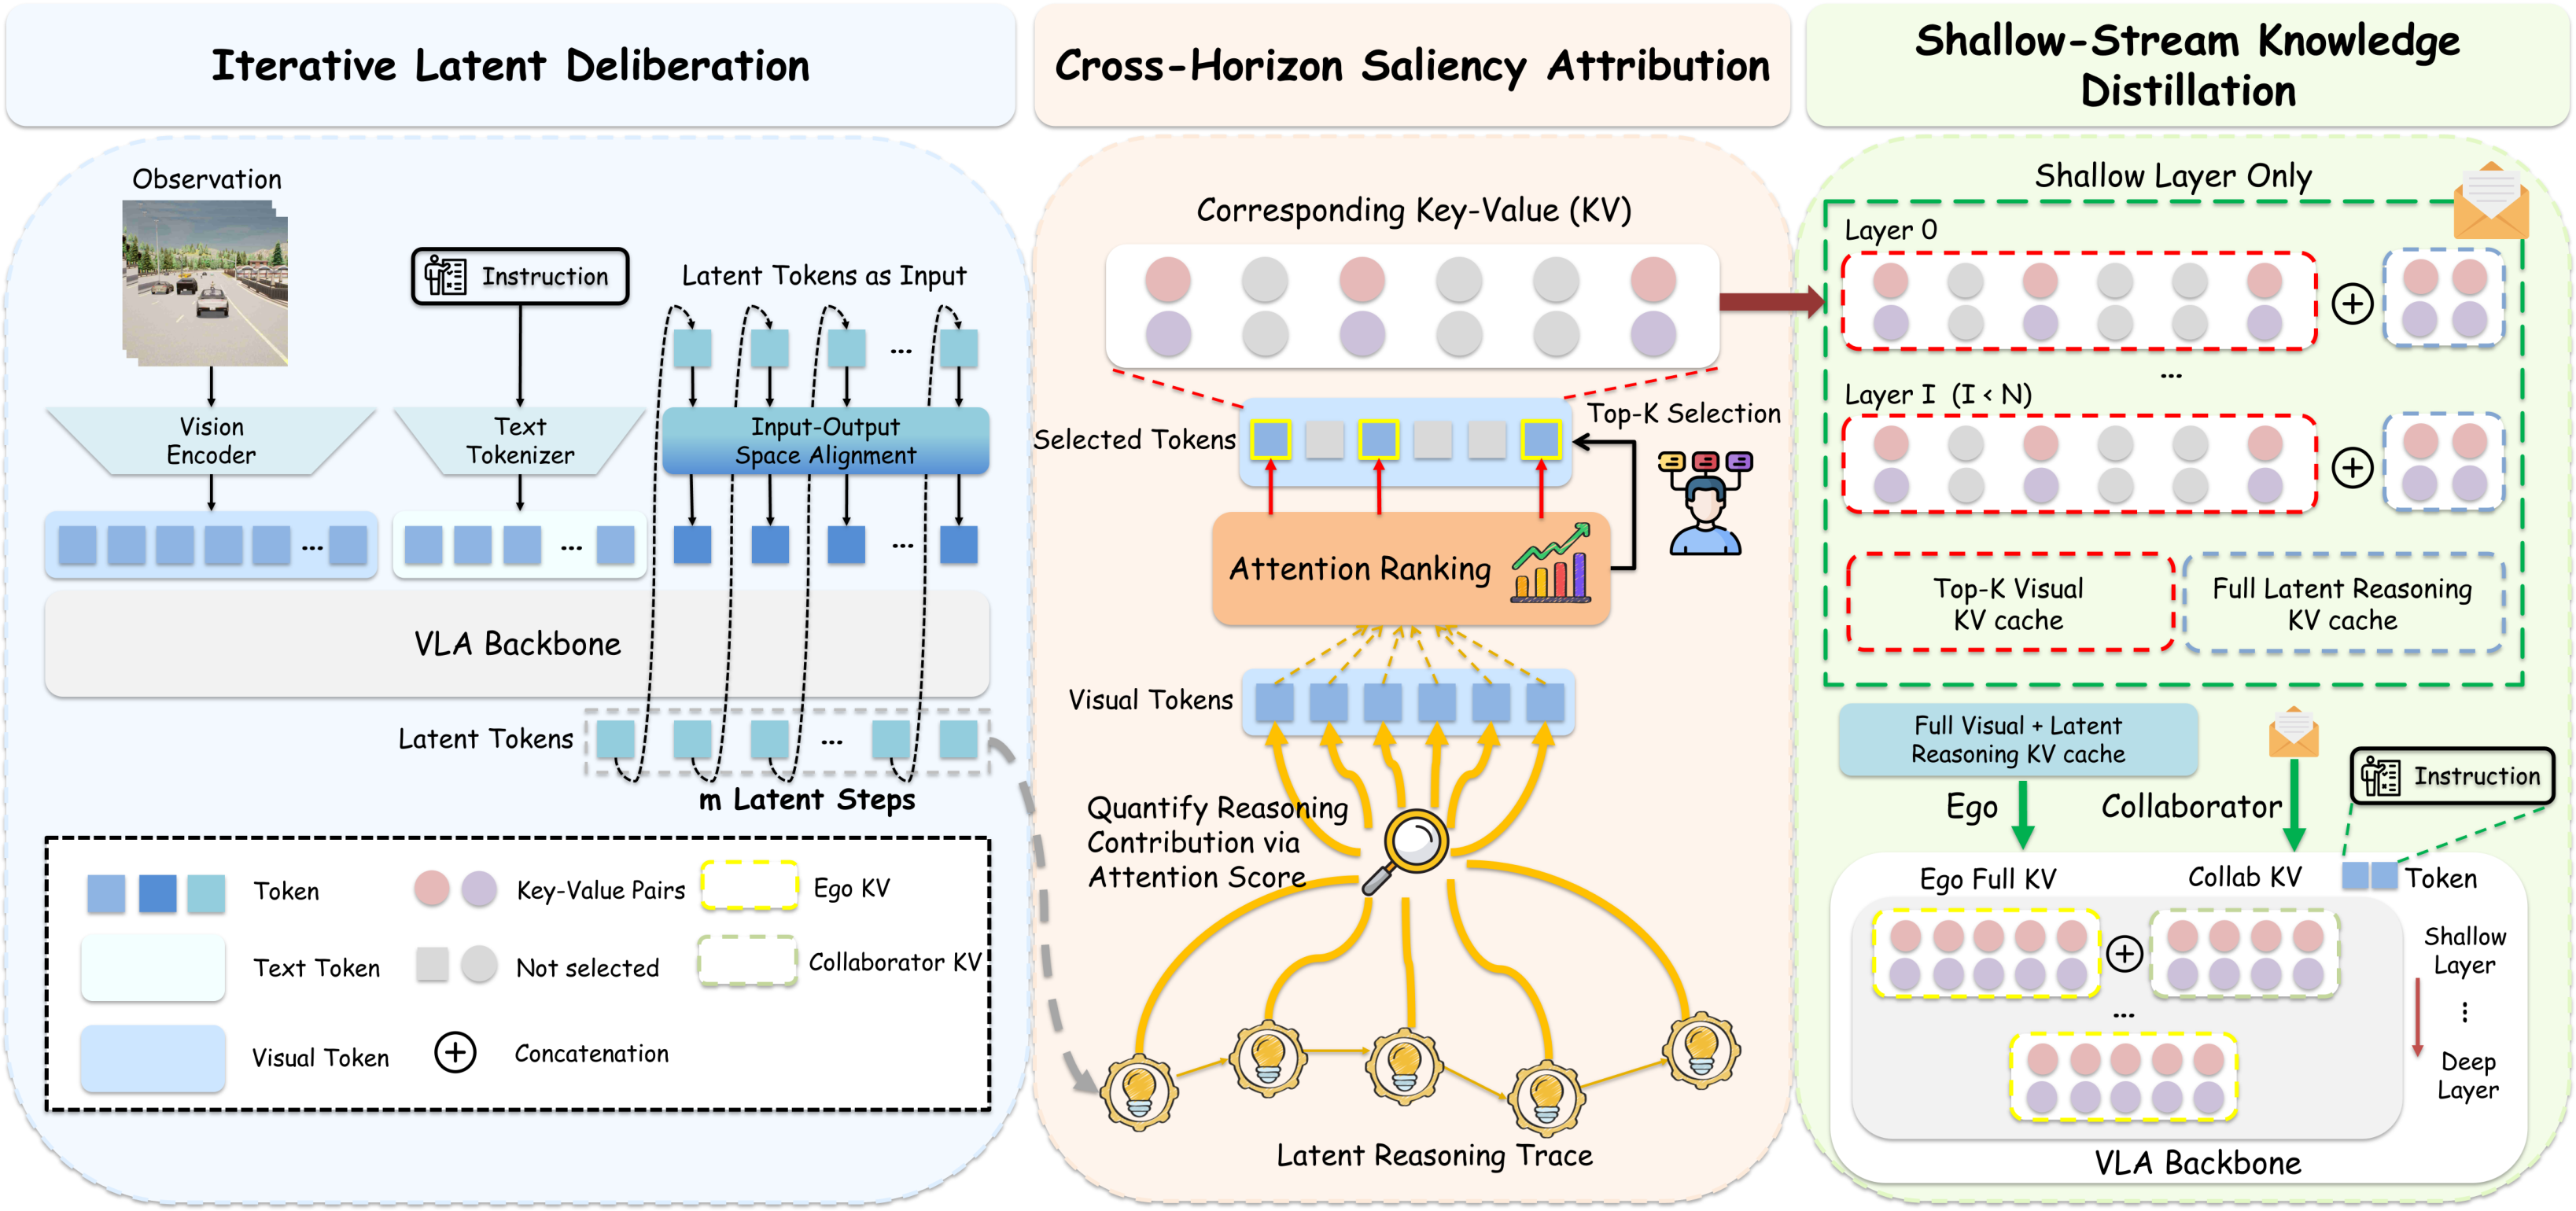 Iterative Latent Deliberation
Observation
Instruction
Latent Tokens as Input
...
Vision
Encoder
Text
Tokenizer
Input-Output
Space Alignment
...
...
...
VLA Backbone
Latent Tokens
...
m Latent Steps
Token
Key-Value Pairs
Ego KV
Text Token
Not selected
Collaborator KV
Visual Token
Concatenation
Cross-Horizon Saliency Attribution
Corresponding Key-Value (KV)
Top-K Selection
Selected Tokens
Attention Ranking
Visual Tokens
Quantify Reasoning
Contribution via
Attention Score
Latent Reasoning Trace
Shallow-Stream Knowledge
Distillation
Shallow Layer Only
Layer 0
...
Layer I (I < N)
Top-K Visual
KV cache
Full Latent Reasoning
KV cache
Full Visual + Latent
Reasoning KV cache
Instruction
Ego
Collaborator
Ego Full KV
Collab KV
Token
Shallow
Layer
...
...
Deep
Layer
VLA Backbone